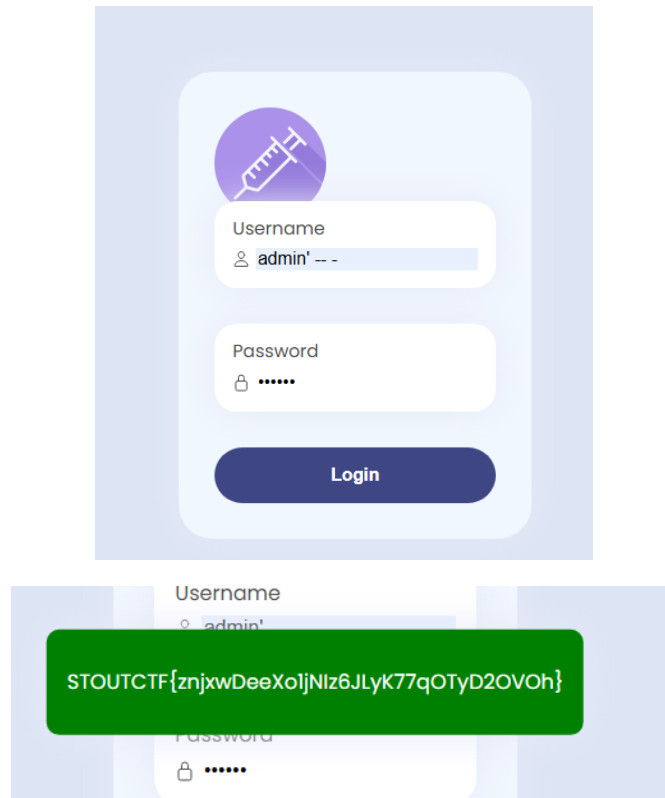 Username
admin' -- -
Password
••••••
Login
Username
admin'
STOUTCTF{znjxwDeeXo1jNIz6JLyK77qOTyD2OVOh}
Password
••••••